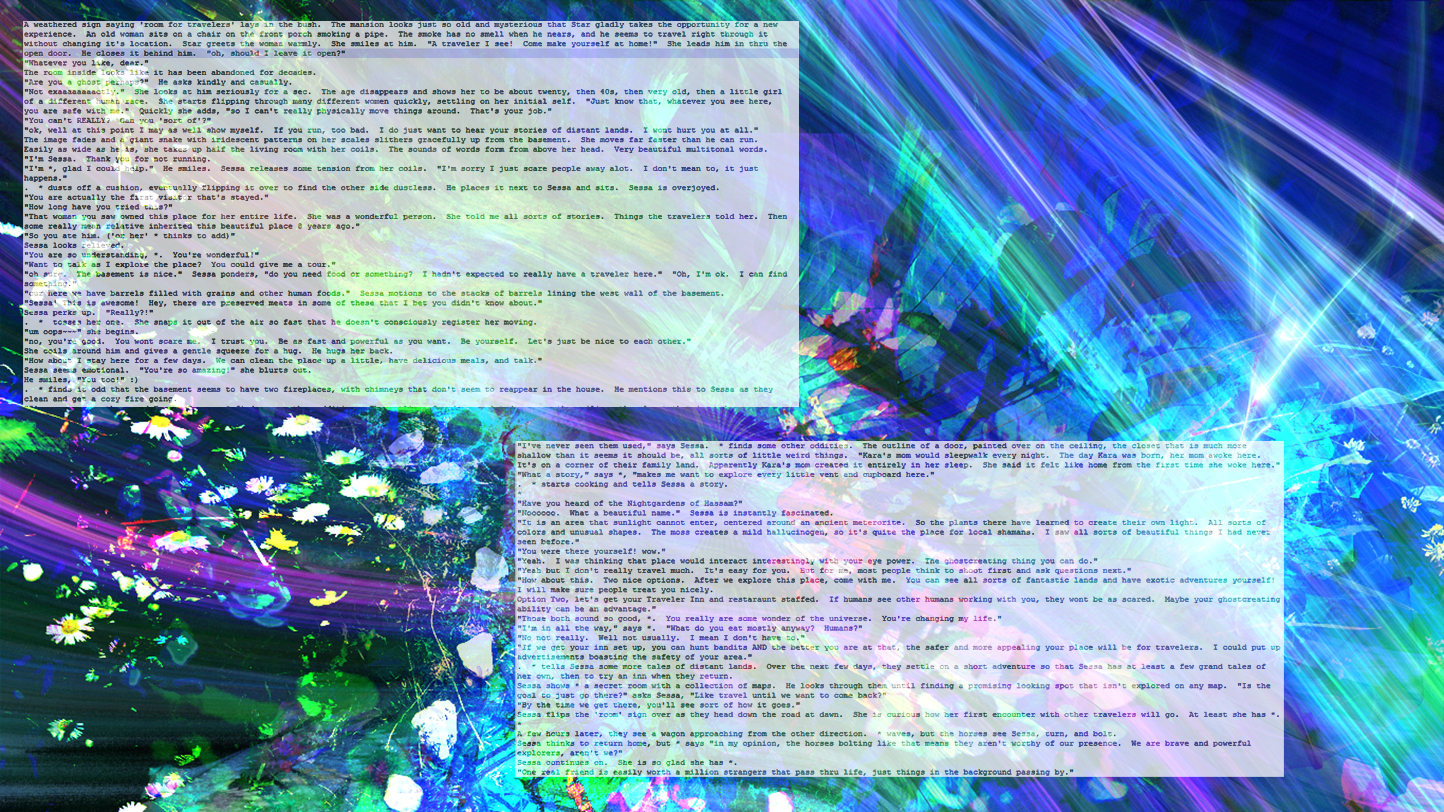 A weathered sign saying 'room for travelers' lays in the bush.  The mansion looks just so old and mysterious that Star gladly takes the opportunity for a new
experience.  An old woman sits on a chair on the front porch smoking a pipe.  The smoke has no smell when he nears, and he seems to travel right through it
without changing it's location.  Star greets the woman warmly.  She smiles at him.  "A traveler I see!  Come make yourself at home!"  She leads him in thru the
open door.  He closes it behind him.  "oh, should I leave it open?"
"Whatever you like, dear."
The room inside looks like it has been abandoned for decades.
"Are you a ghost perhaps?"  He asks kindly and casually.
"Not exaaaaaaaactly."  She looks at him seriously for a sec.  The age disappears and shows her to be about twenty, then 40s, then very old, then a little girl
of a different human race.  She starts flipping through many different women quickly, settling on her initial self.  "Just know that, whatever you see here,
you are safe with me."  Quickly she adds, "so I can't really physically move things around.  That's your job."
"You can't REALLY?  Can you 'sort of'?"
"ok, well at this point I may as well show myself.  If you run, too bad.  I do just want to hear your stories of distant lands.  I wont hurt you at all."
The image fades and a giant snake with iridescent patterns on her scales slithers gracefully up from the basement.  She moves far faster than he can run.
Easily as wide as he is, she takes up half the living room with her coils.  The sounds of words form from above her head.  Very beautiful multitonal words.
"I'm Sessa.  Thank you for not running.
"I'm *, glad I could help."  He smiles.  Sessa releases some tension from her coils.  "I'm sorry I just scare people away alot.  I don't mean to, it just
happens."
.  * dusts off a cushion, eventually flipping it over to find the other side dustless.  He places it next to Sessa and sits.  Sessa is overjoyed.
"You are actually the first visitor that's stayed."
"How long have you tried this?"
"That woman you saw owned this place for her entire life.  She was a wonderful person.  She told me all sorts of stories.  Things the travelers told her.  Then
some really mean relative inherited this beautiful place 8 years ago."
"So you ate him. ('or her' * thinks to add)"
Sessa looks relieved.
"You are so understanding, *.  You're wonderful!"
"Want to talk as I explore the place?  You could give me a tour."
"oh sure.  The basement is nice."  Sessa ponders, "do you need food or something?  I hadn't expected to really have a traveler here."  "Oh, I'm ok.  I can find
something."
"our here we have barrels filled with grains and other human foods."  Sessa motions to the stacks of barrels lining the west wall of the basement.
"Sessa! This is awesome!  Hey, there are preserved meats in some of these that I bet you didn't know about."
Sessa perks up.  "Really?!"
.  *  tosses her one.  She snaps it out of the air so fast that he doesn't consciously register her moving.
"um oops~~~" she begins.
"no, you're good.  You wont scare me.  I trust you.  Be as fast and powerful as you want.  Be yourself.  Let's just be nice to each other."
She coils around him and gives a gentle squeeze for a hug.  He hugs her back.
"How about I stay here for a few days.  We can clean the place up a little, have delicious meals, and talk."
Sessa seems emotional.  "You're so amazing!" she blurts out.
He smiles, "You too!" :)
.  * finds it odd that the basement seems to have two fireplaces, with chimneys that don't seem to reappear in the house.  He mentions this to Sessa as they
clean and get a cozy fire going.
"I've never seen them used," says Sessa.  * finds some other oddities.  The outline of a door, painted over on the ceiling, the closet that is much more
shallow than it seems it should be, all sorts of little weird things.  "Kara's mom would sleepwalk every night.  The day Kara was born, her mom awoke here.
It's on a corner of their family land.  Apparently Kara's mom created it entirely in her sleep.  She said it felt like home from the first time she woke here."
"What a story," says *, "makes me want to explore every little vent and cupboard here."
.  * starts cooking and tells Sessa a story.
*
"Have you heard of the Nightgardens of Hassam?"
"Nooooooo.  What a beautiful name."  Sessa is instantly fascinated.
"It is an area that sunlight cannot enter, centered around an ancient meterorite.  So the plants there have learned to create their own light.  All sorts of
colors and unusual shapes.  The moss creates a mild hallucinogen, so it's quite the place for local shamans.  I saw all sorts of beautiful things I had never
seen before."
"You were there yourself! wow."
"Yeah.  I was thinking that place would interact interestingly, with your eye power.  The ghostcreating thing you can do."
"Yeah but I don't really travel much.  It's easy for you.  But for me, most people think to shoot first and ask questions next."
"How about this.  Two nice options.  After we explore this place, come with me.  You can see all sorts of fantastic lands and have exotic adventures yourself!
I will make sure people treat you nicely.
Option Two, let's get your Traveler Inn and restaraunt staffed.  If humans see other humans working with you, they wont be as scared.  Maybe your ghostcreating
ability can be an advantage."
"Those both sound so good, *.  You really are some wonder of the universe.  You're changing my life."
"I'm in all the way," says *.  "What do you eat mostly anyway?  Humans?"
"No not really.  Well not usually.  I mean I don't have to."
"If we get your inn set up, you can hunt bandits AND the better you are at that, the safer and more appealing your place will be for travelers.  I could put up
advertisements boasting the safety of your area."
.  * tells Sessa some more tales of distant lands.  Over the next few days, they settle on a short adventure so that Sessa has at least a few grand tales of
her own, then to try an inn when they return.
Sessa shows * a secret room with a collection of maps.  He looks through them until finding a promising looking spot that isn't explored on any map.  "Is the
goal to just go there?" asks Sessa, "Like travel until we want to come back?"
"By the time we get there, you'll see sort of how it goes."
Sessa flips the 'room' sign over as they head down the road at dawn.  She is curious how her first encounter with other travelers will go.  At least she has *.
*
A few hours later, they see a wagon approaching from the other direction.  * waves, but the horses see Sessa, turn, and bolt.
Sessa thinks to return home, but * says "in my opinion, the horses bolting like that means they aren't worthy of our presence.  We are brave and powerful
explorers, aren't we?"
Sessa continues on.  She is so glad she has *.
"One real friend is easily worth a million strangers that pass thru life, just things in the background passing by."